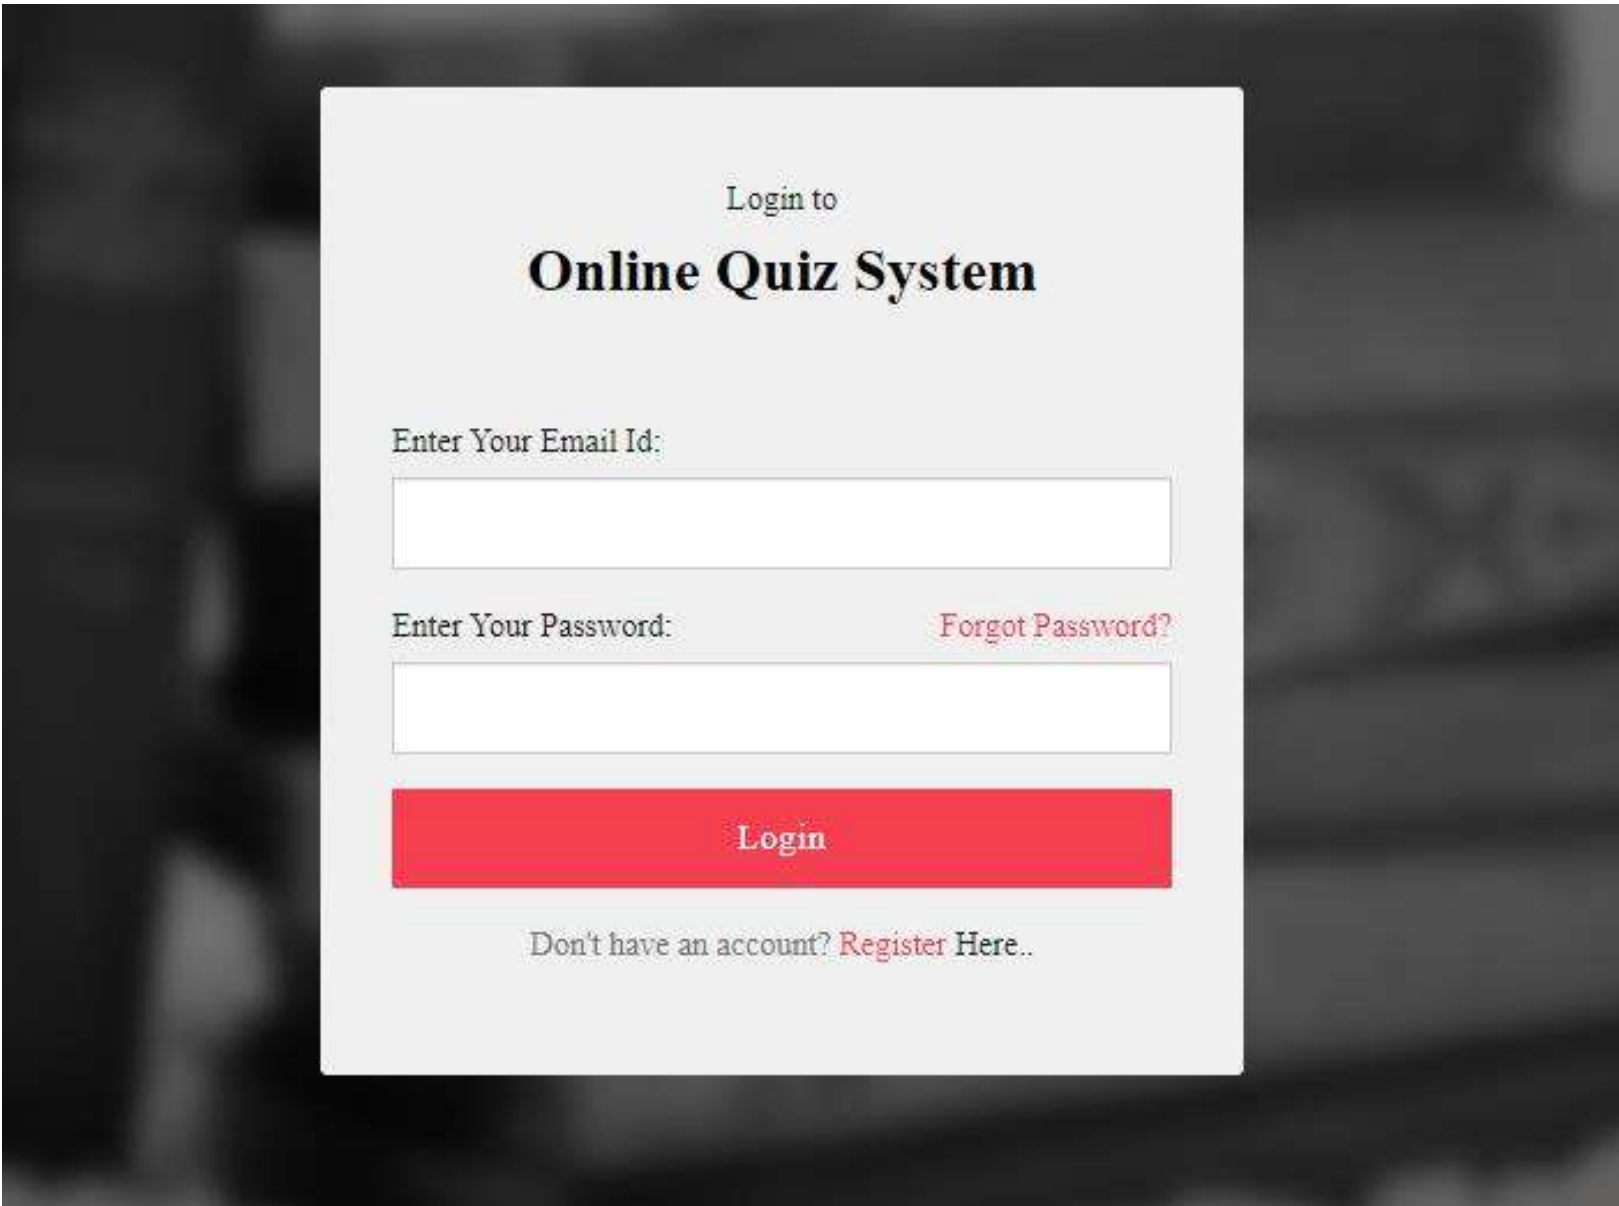 Login to
Online Quiz System
Enter Your Email Id:
Enter Your Password: Forgot Password?
Login
Don't have an account? Register Here..